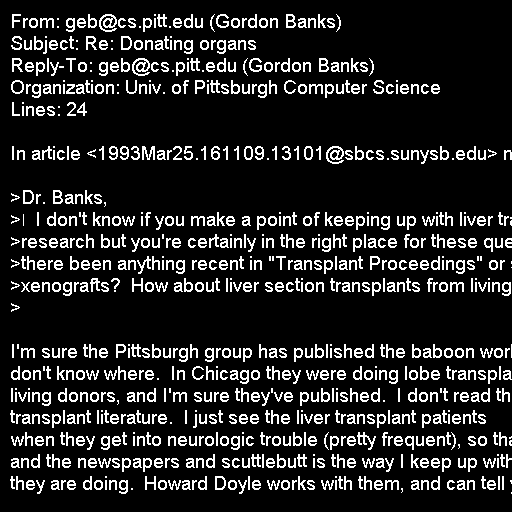 From: geb@cs.pitt.edu (Gordon Banks)
Subject: Re: Donating organs
Reply-To: geb@cs.pitt.edu (Gordon Banks)
Organization: Univ. of Pittsburgh Computer Science
Lines: 24
In article <1993Mar25.161109.13101@sbcs.sunysb.edu> n
>Dr. Banks,
> I don't know if you make a point of keeping up with liver
>research but you're certainly in the right place for these
>there been anything recent in "Transplant Proceedings" or
>xenografts?  How about liver section transplants from living
>
I'm sure the Pittsburgh group has published the baboon
don't know where.  In Chicago they were doing lobe
living donors, and I'm sure they've published.  I don't read
transplant literature.  I just see the liver transplant patients
when they get into neurologic trouble (pretty frequent), so
and the newspapers and scuttlebutt is the way I keep up with
they are doing.  Howard Doyle works with them, and can tell